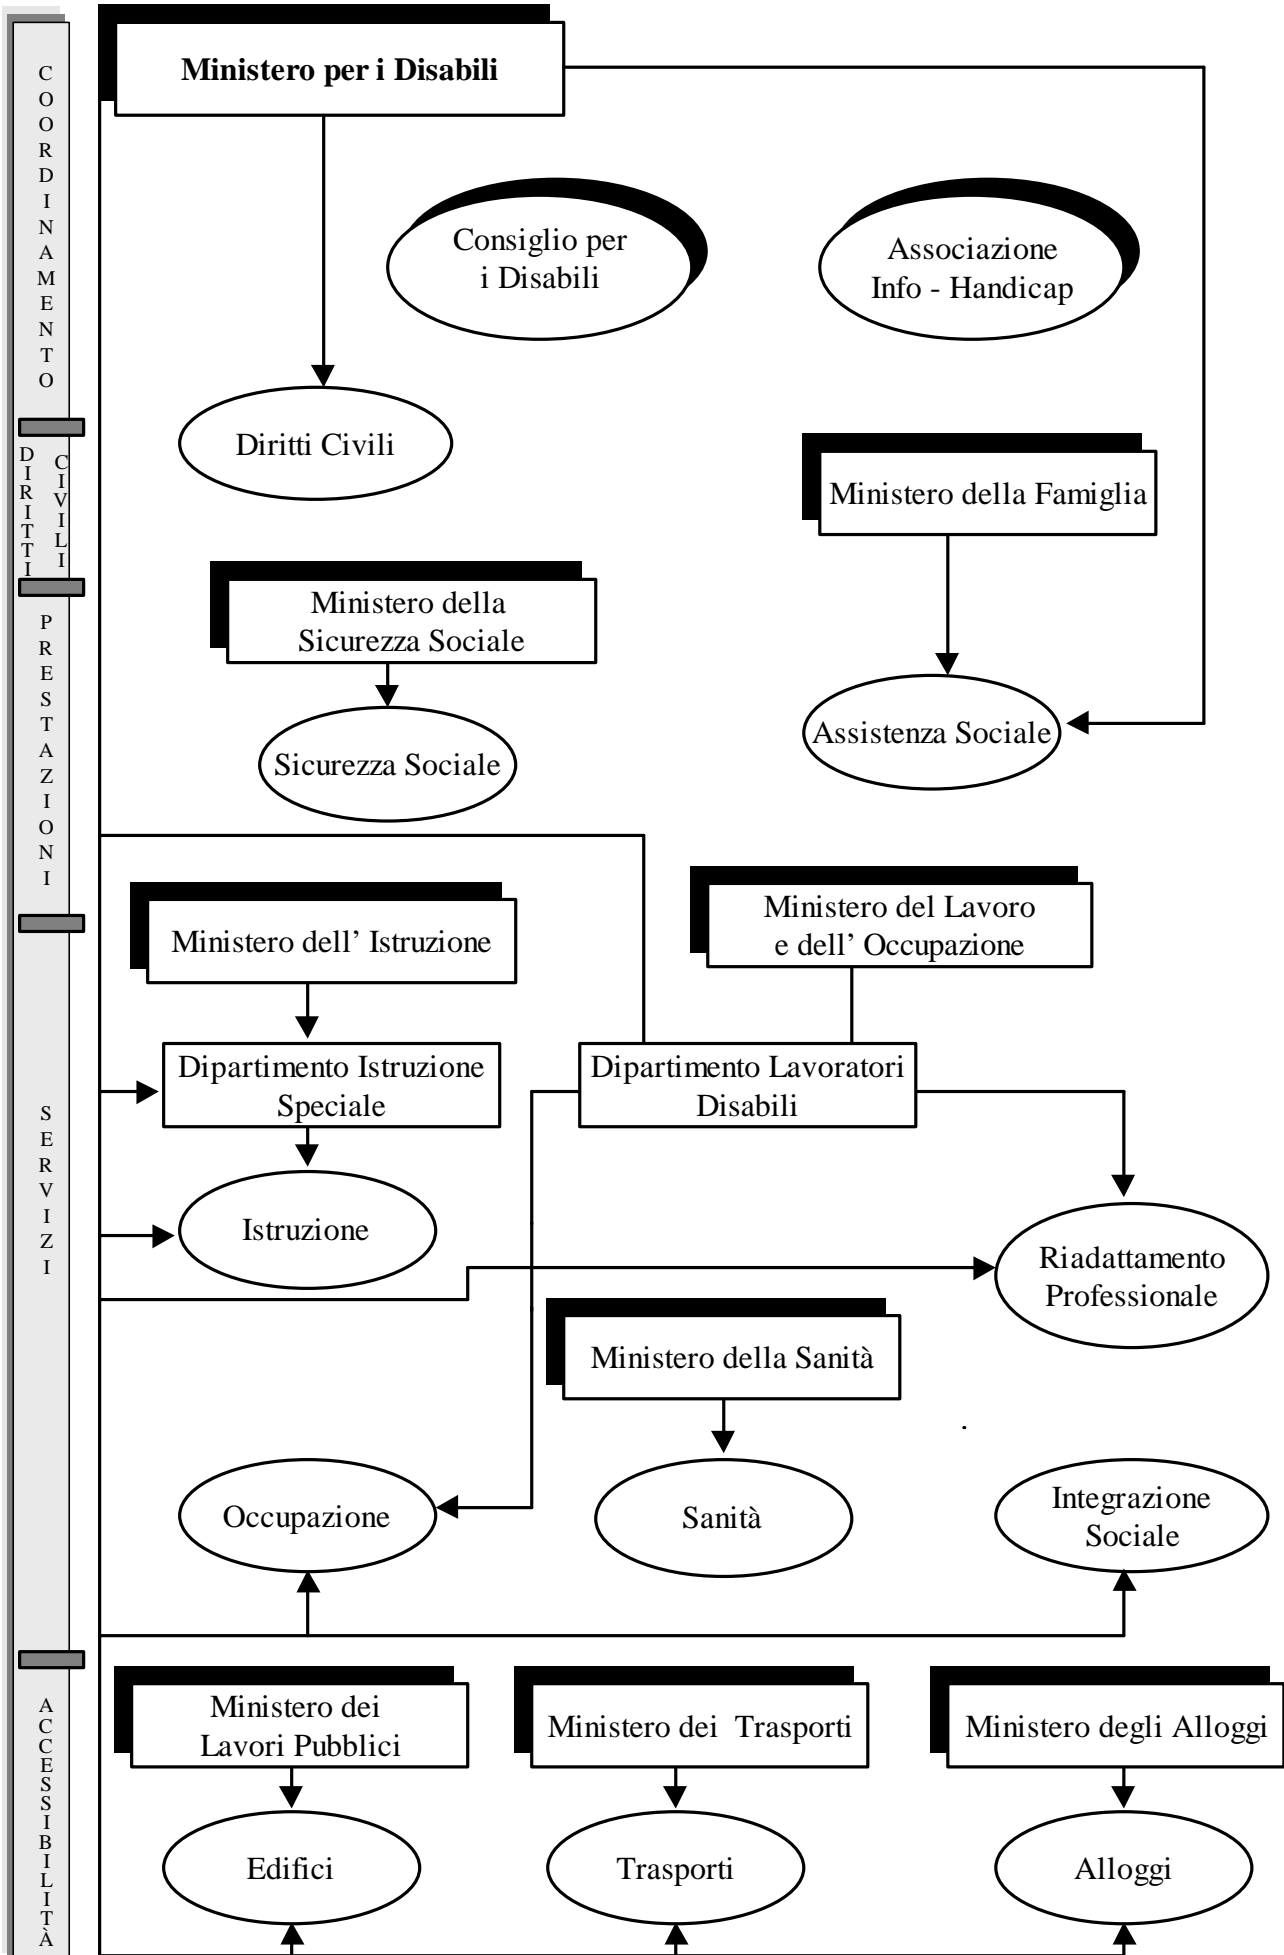 COORDINAMENTO
Ministero per i Disabili
Consiglio per
i Disabili
Associazione
Info - Handicap
DIRITTI
CIVILI
Diritti Civili
Ministero della Famiglia
PRESTAZIONI
Ministero della
Sicurezza Sociale
Assistenza Sociale
Sicurezza Sociale
SERVIZI
Ministero dell’ Istruzione
Ministero del Lavoro
e dell’ Occupazione
Dipartimento Istruzione
Speciale
Dipartimento Lavoratori
Disabili
Istruzione
Riadattamento
Professionale
Ministero della Sanità
Occupazione
Sanità
Integrazione
Sociale
ACCESSIBILITÀ
Ministero dei
Lavori Pubblici
Ministero dei Trasporti
Ministero degli Alloggi
Edifici
Trasporti
Alloggi